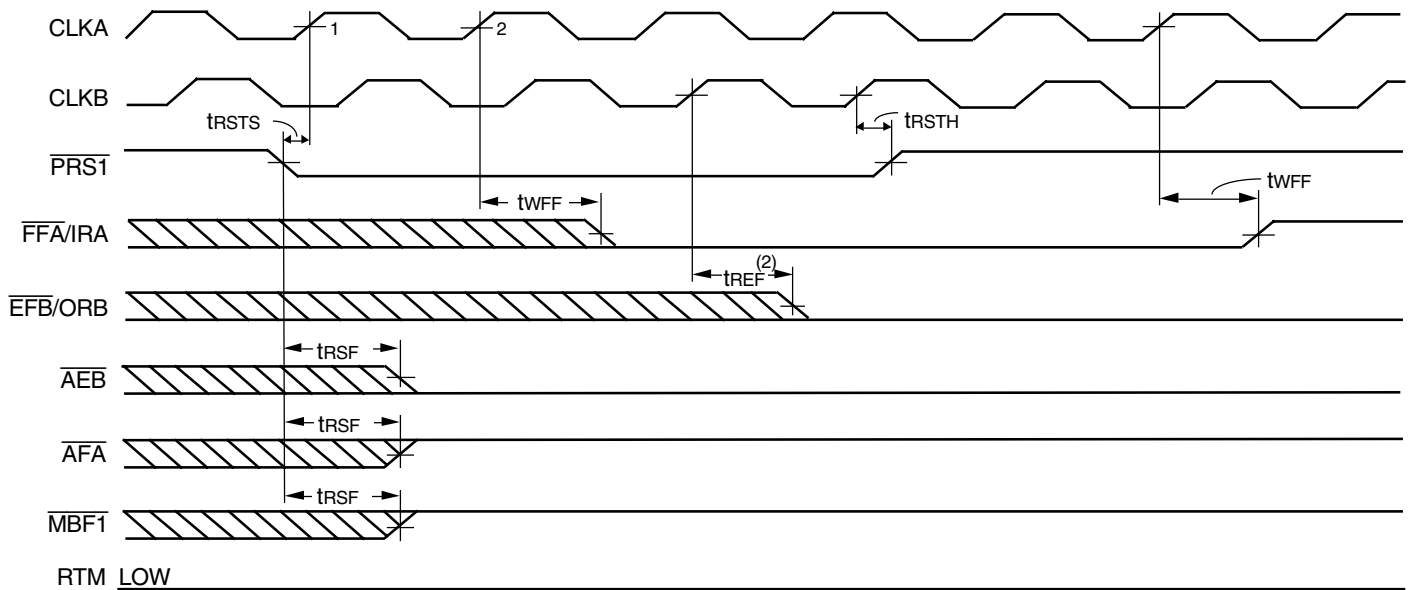 CLKA
1
2
CLKB
tRSTS
tRSTH
PRS1
tWFF
tWFF
FFA/IRA
tREF(2)
EFB/ORB
tRSF
AEB
tRSF
AFA
tRSF
MBF1
RTM LOW